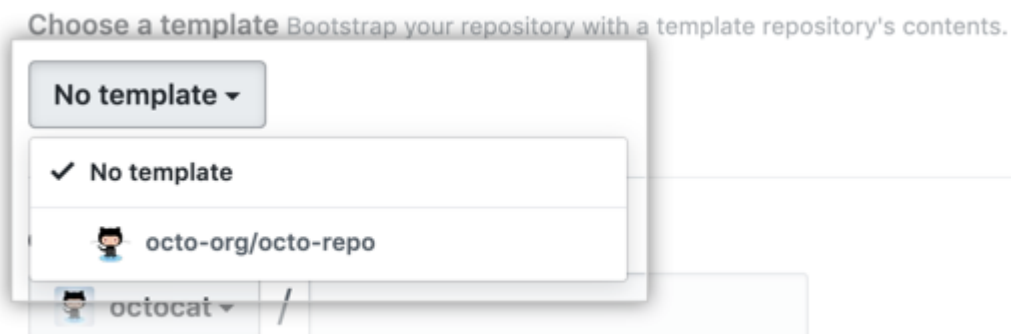 Choose a template Bootstrap your repository with a template repository's contents.
No template
No template
octo-org/octo-repo
octocat /